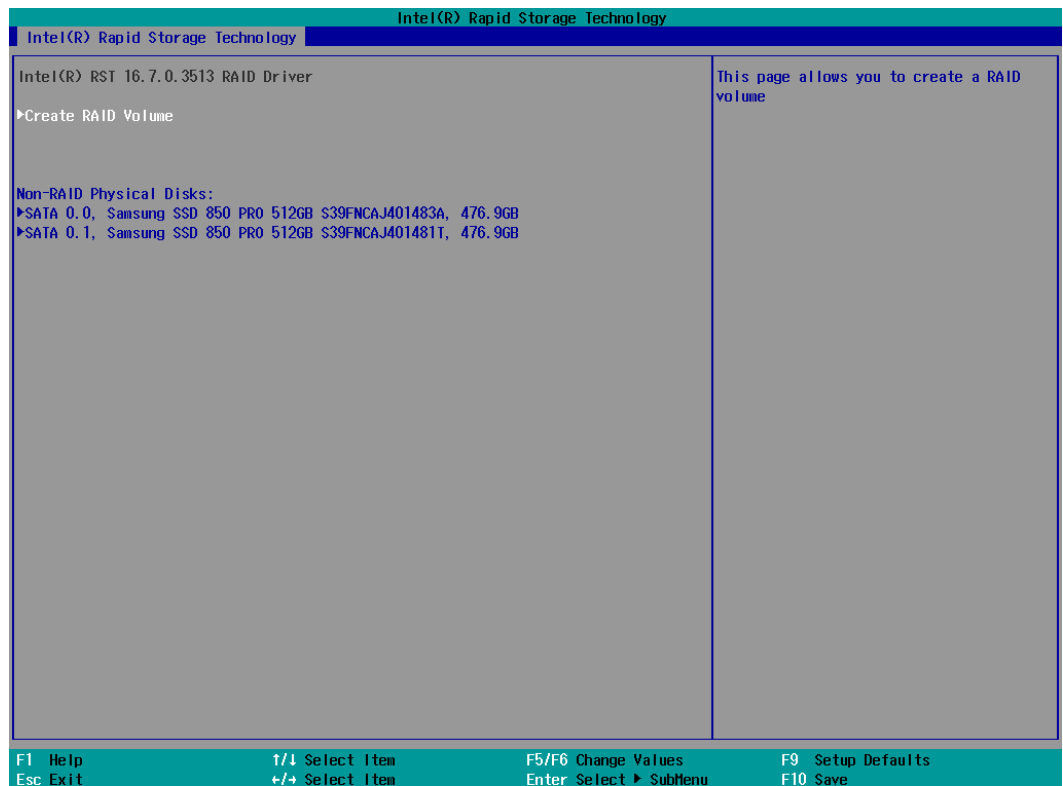 Intel(R) Rapid Storage Technology
Intel(R) Rapid Storage Technology
Intel(R) RST 16.7.0.3513 RAID Driver
▶Create RAID Volume
Non-RAID Physical Disks:
▶SATA 0.0, Samsung SSD 850 PRO 512GB S39FNCAJ401483A, 476.9GB
▶SATA 0.1, Samsung SSD 850 PRO 512GB S39FNCAJ401481T, 476.9GB
This page allows you to create a RAID
volume
F1 Help ↑/↓ Select Item F5/F6 Change Values F9 Setup Defaults
Esc Exit ←/→ Select Item Enter Select ▶ SubMenu F10 Save